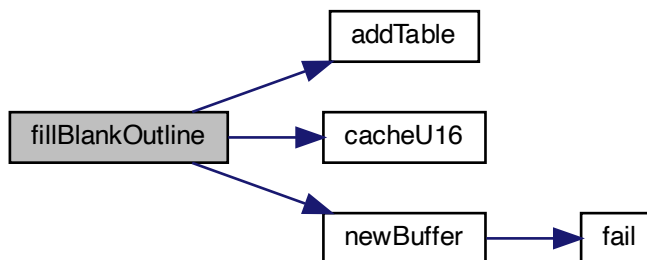 addTable
fillBlankOutline
cacheU16
newBuffer
fail